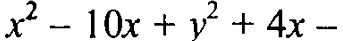 x² − 10x + y² + 4x −